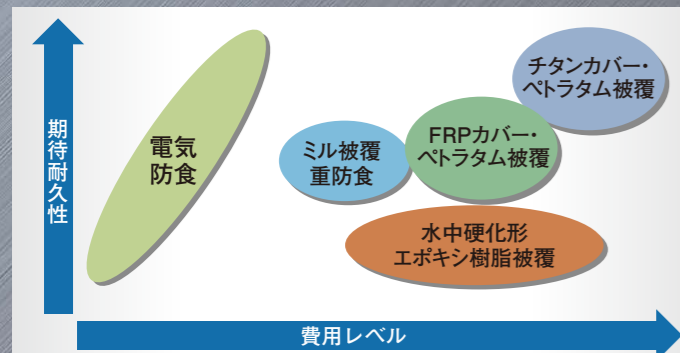 期待耐久性
電気
防食
ミル被覆
重防食
FRPカバー・
ペトラタム被覆
チタンカバー・
ペトラタム被覆
水中硬化形
エポキシ樹脂被覆
費用レベル